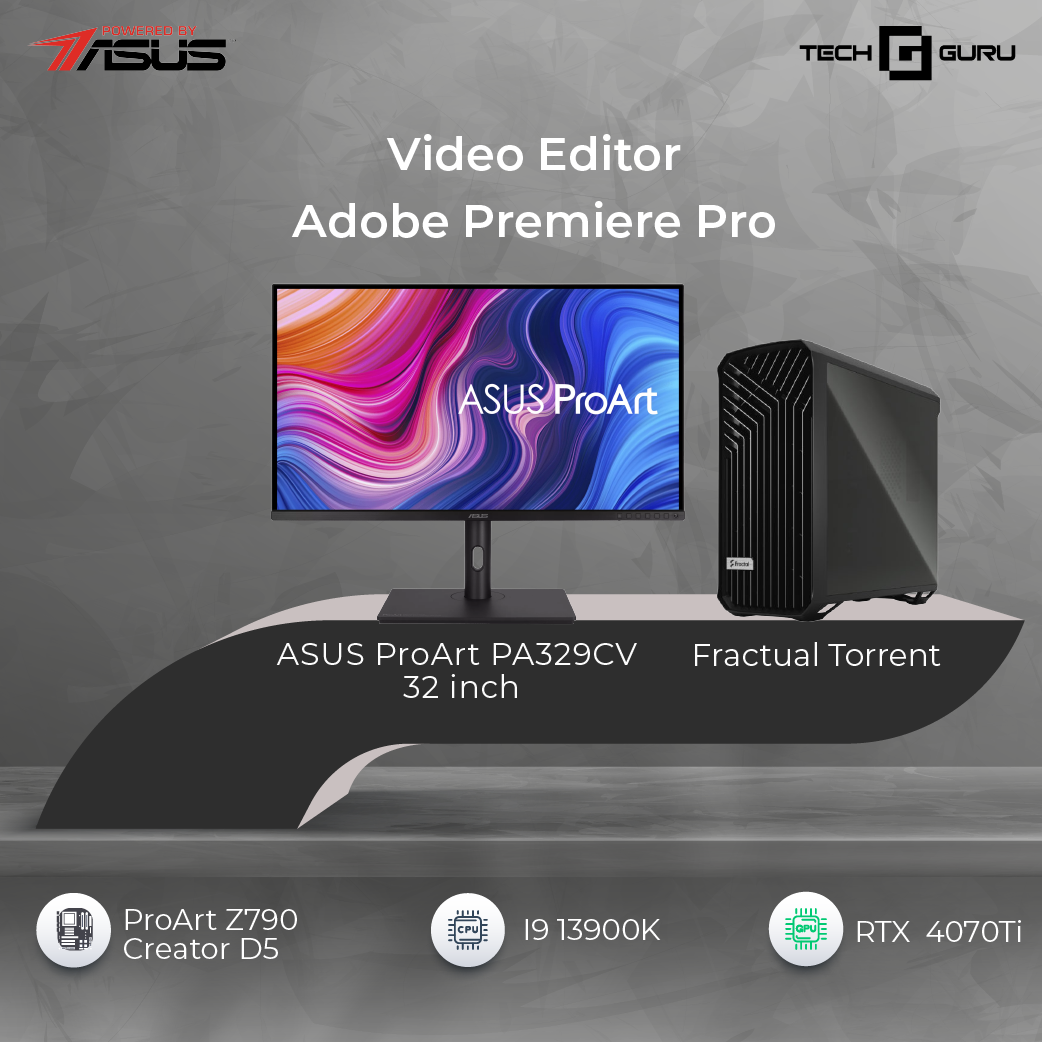 POWERED BY
ASUS
TECH GURU
Video Editor
Adobe Premiere Pro
ASUS ProArt
ASUS
Fractal
ASUS ProArt PA329CV
32 inch
Fractual Torrent
ProArt Z790
Creator D5
CPU
I9 13900K
GPU
RTX 4070Ti